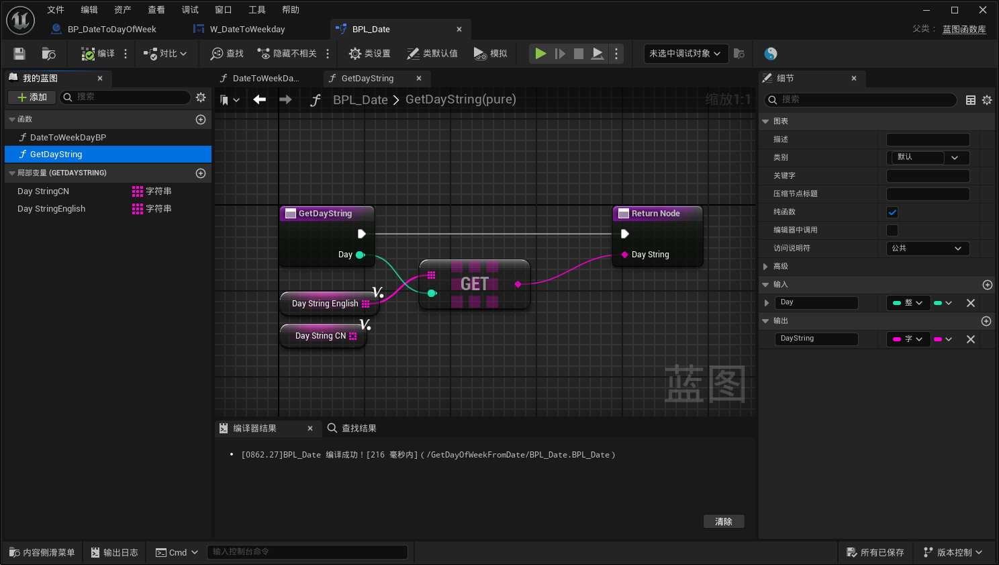 文件 编辑 资产 查看 调试 窗口 工具 帮助
BP_DateToDayOfWeek W_DateToWeekday BPL_Date
父类： 蓝图函数库
编译 对比 查找 隐藏不相关 类设置 类默认值 模拟 未选中调试对象
我的蓝图
添加 搜索
函数
DateToWeekDayBP
GetDayString
局部变量 (GETDAYSTRING)
Day StringCN 字符串
Day StringEnglish 字符串
DateToWeekDa... GetDayString
BPL_Date GetDayString(pure) 缩放1:1
GetDayString
Day
Return Node
Day String
GET
Day String English
Day String CN
蓝图
编译器结果 查找结果
[0862.27]BPL_Date 编译成功！[216 毫秒内] (/GetDayOfWeekFromDate/BPL_Date.BPL_Date)
清除
细节
搜索
图表
描述
类别 默认
关键字
压缩节点标题
纯函数
编辑器中调用
访问说明符 公共
高级
输入
Day 整
输出
DayString 字
内容侧滑菜单 输出日志 Cmd 输入控制台命令 所有已保存 版本控制